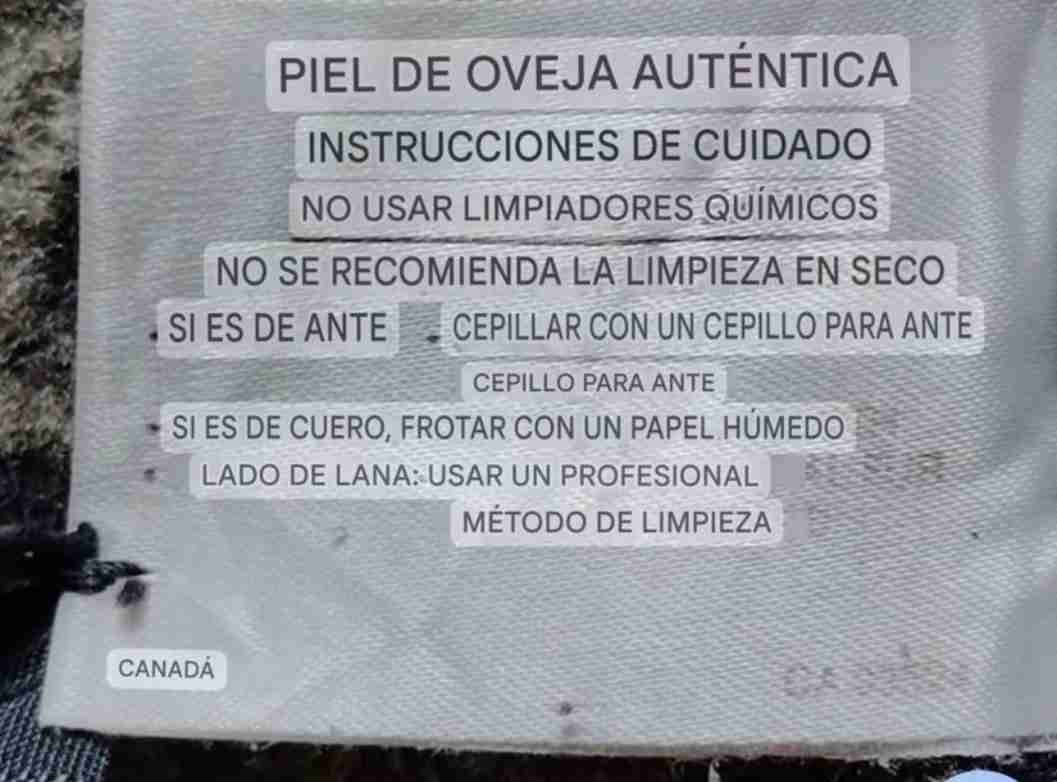 PIEL DE OVEJA AUTÉNTICA
INSTRUCCIONES DE CUIDADO
NO USAR LIMPIADORES QUÍMICOS
NO SE RECOMIENDA LA LIMPIEZA EN SECO
SI ES DE ANTE CEPILLAR CON UN CEPILLO PARA ANTE
CEPILLO PARA ANTE
SI ES DE CUERO, FROTAR CON UN PAPEL HÚMEDO
LADO DE LANA: USAR UN PROFESIONAL
MÉTODO DE LIMPIEZA
CANADÁ